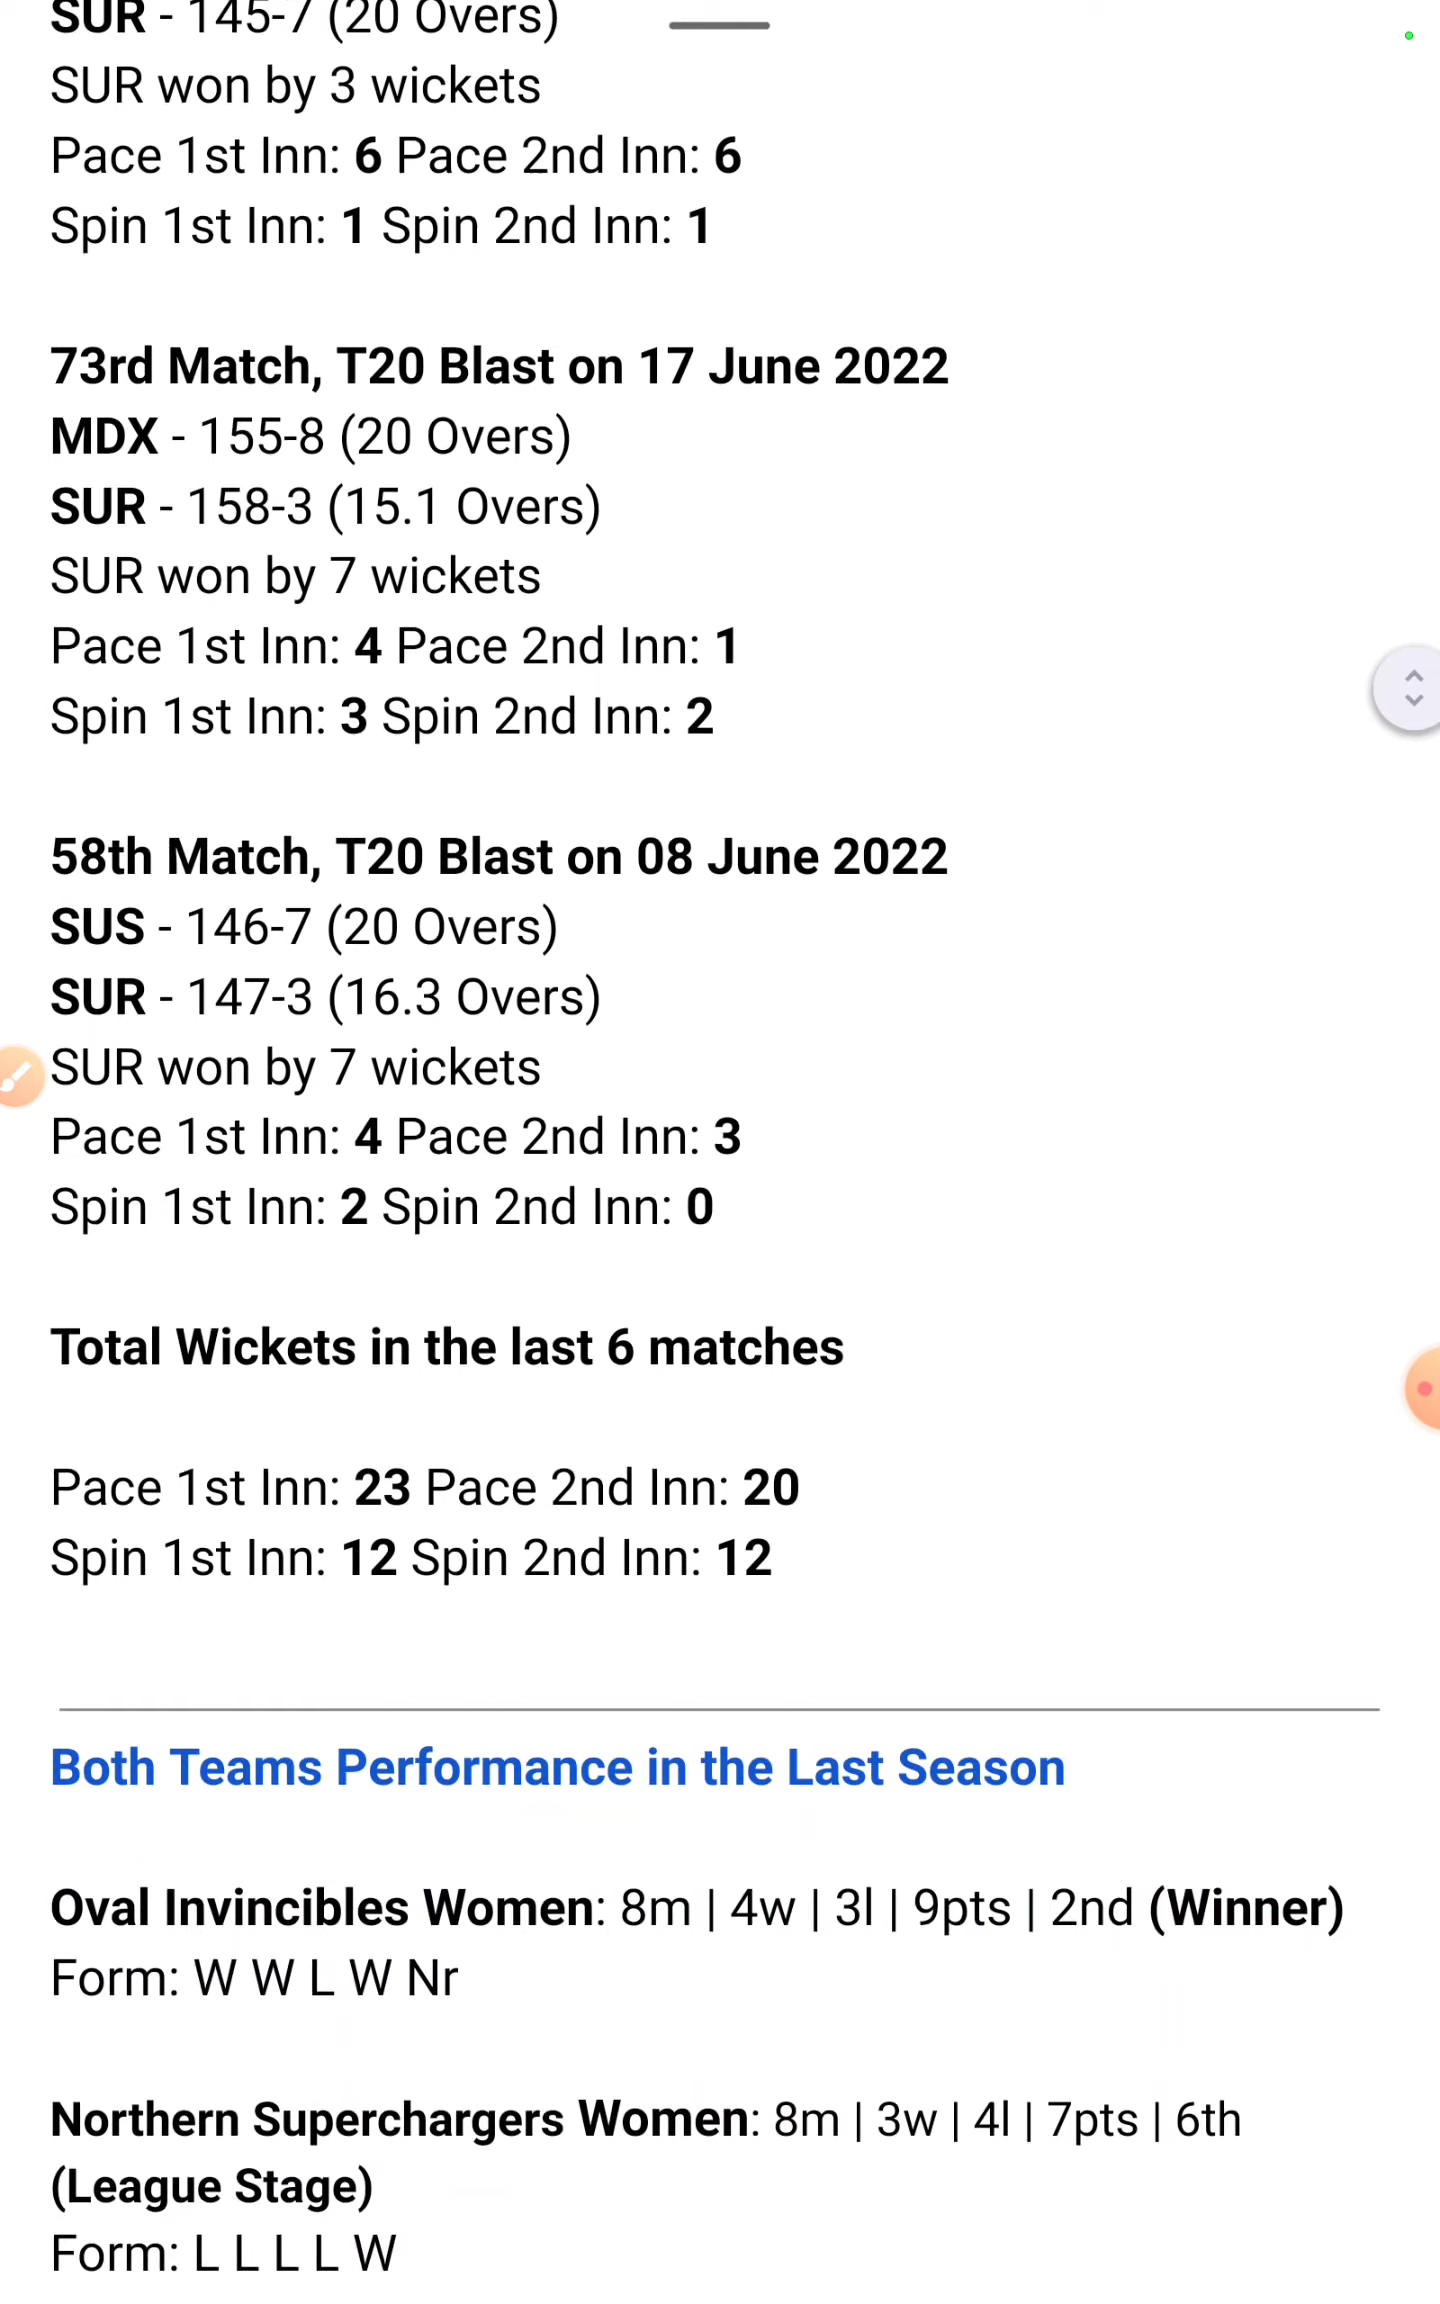 SUR - 145-7 (20 Overs)
SUR won by 3 wickets
Pace 1st Inn: 6 Pace 2nd Inn: 6
Spin 1st Inn: 1 Spin 2nd Inn: 1
73rd Match, T20 Blast on 17 June 2022
MDX - 155-8 (20 Overs)
SUR - 158-3 (15.1 Overs)
SUR won by 7 wickets
Pace 1st Inn: 4 Pace 2nd Inn: 1
Spin 1st Inn: 3 Spin 2nd Inn: 2
58th Match, T20 Blast on 08 June 2022
SUS - 146-7 (20 Overs)
SUR - 147-3 (16.3 Overs)
SUR won by 7 wickets
Pace 1st Inn: 4 Pace 2nd Inn: 3
Spin 1st Inn: 2 Spin 2nd Inn: 0
Total Wickets in the last 6 matches
Pace 1st Inn: 23 Pace 2nd Inn: 20
Spin 1st Inn: 12 Spin 2nd Inn: 12
Both Teams Performance in the Last Season
Oval Invincibles Women: 8m | 4w | 3l | 9pts | 2nd (Winner)
Form: W W L W Nr
Northern Superchargers Women: 8m | 3w | 4l | 7pts | 6th
(League Stage)
Form: L L L L W